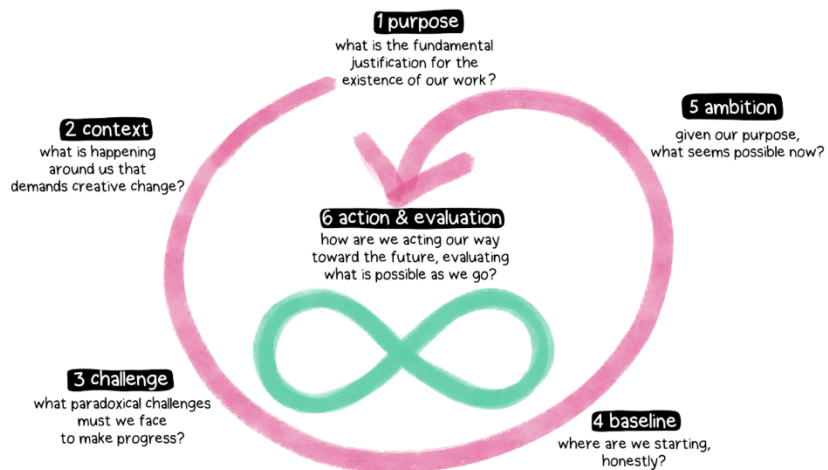 1 purpose
what is the fundamental
justification for the
existence of our work?
2 context
what is happening
around us that
demands creative change?
3 challenge
what paradoxical challenges
must we face
to make progress?
4 baseline
where are we starting,
honestly?
5 ambition
given our purpose,
what seems possible now?
6 action & evaluation
how are we acting our way
toward the future, evaluating
what is possible as we go?